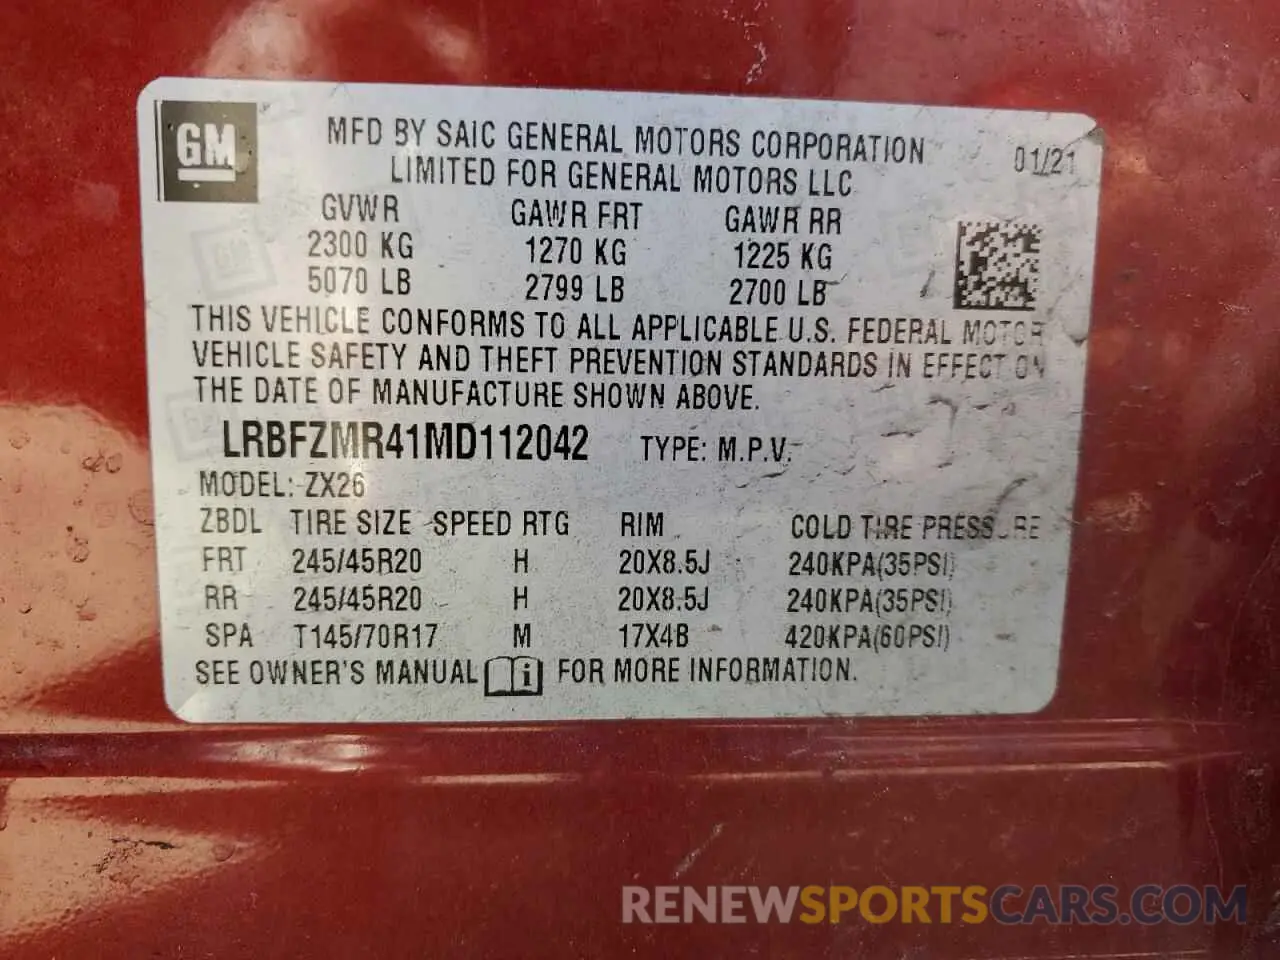 GM
MFD BY SAIC GENERAL MOTORS CORPORATION 01/21
LIMITED FOR GENERAL MOTORS LLC
GVWR GAWR FRT GAWR RR
2300 KG 1270 KG 1225 KG
5070 LB 2799 LB 2700 LB
THIS VEHICLE CONFORMS TO ALL APPLICABLE U.S. FEDERAL MOTOR
VEHICLE SAFETY AND THEFT PREVENTION STANDARDS IN EFFECT ON
THE DATE OF MANUFACTURE SHOWN ABOVE.
LRBFZMR41MD112042 TYPE: M.P.V.
MODEL: ZX26
ZBDL TIRE SIZE SPEED RTG RIM COLD TIRE PRESSURE
FRT 245/45R20 H 20X8.5J 240KPA(35PSI)
RR 245/45R20 H 20X8.5J 240KPA(35PSI)
SPA T145/70R17 M 17X4B 420KPA(60PSI)
SEE OWNER'S MANUAL i FOR MORE INFORMATION.
RENEWSPORTSCARS.COM